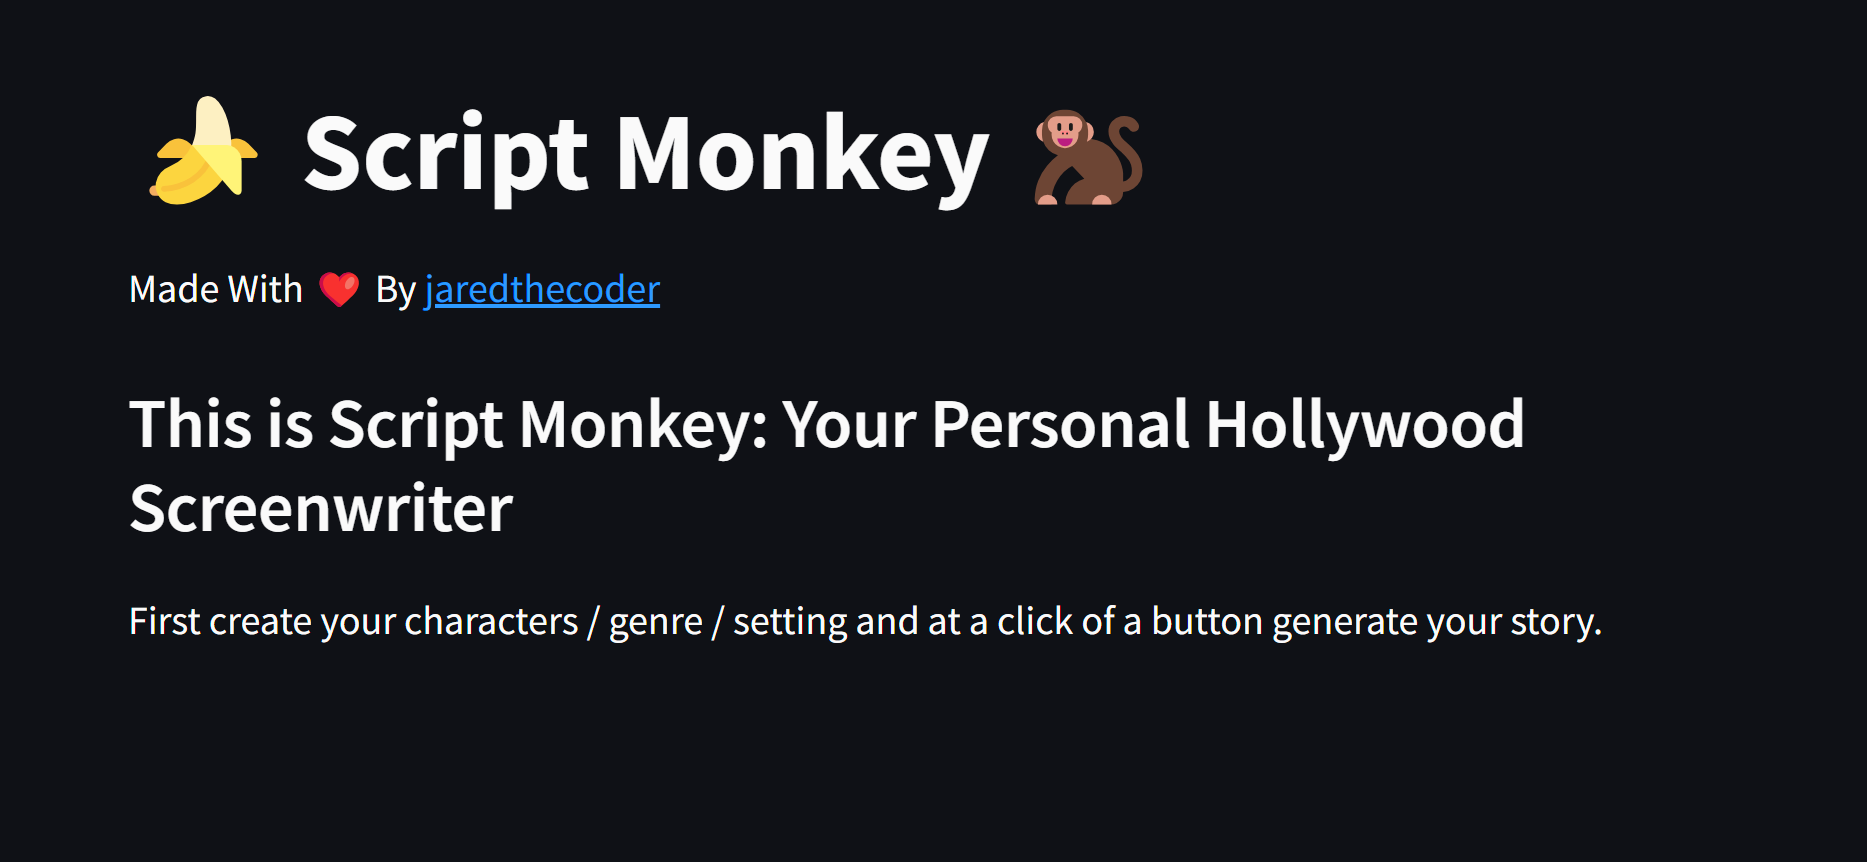 🍌 Script Monkey 🐒
Made With ❤️ By jaredthecoder
This is Script Monkey: Your Personal Hollywood
Screenwriter
First create your characters / genre / setting and at a click of a button generate your story.